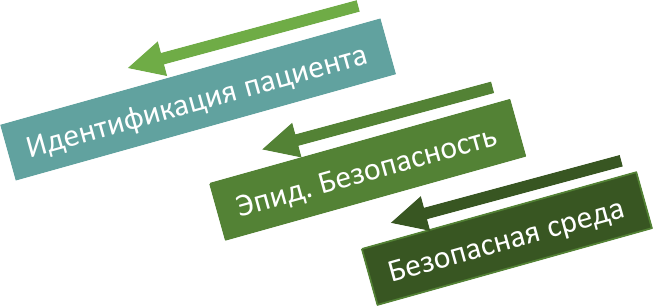 Идентификация пациента
Эпид. Безопасность
Безопасная среда